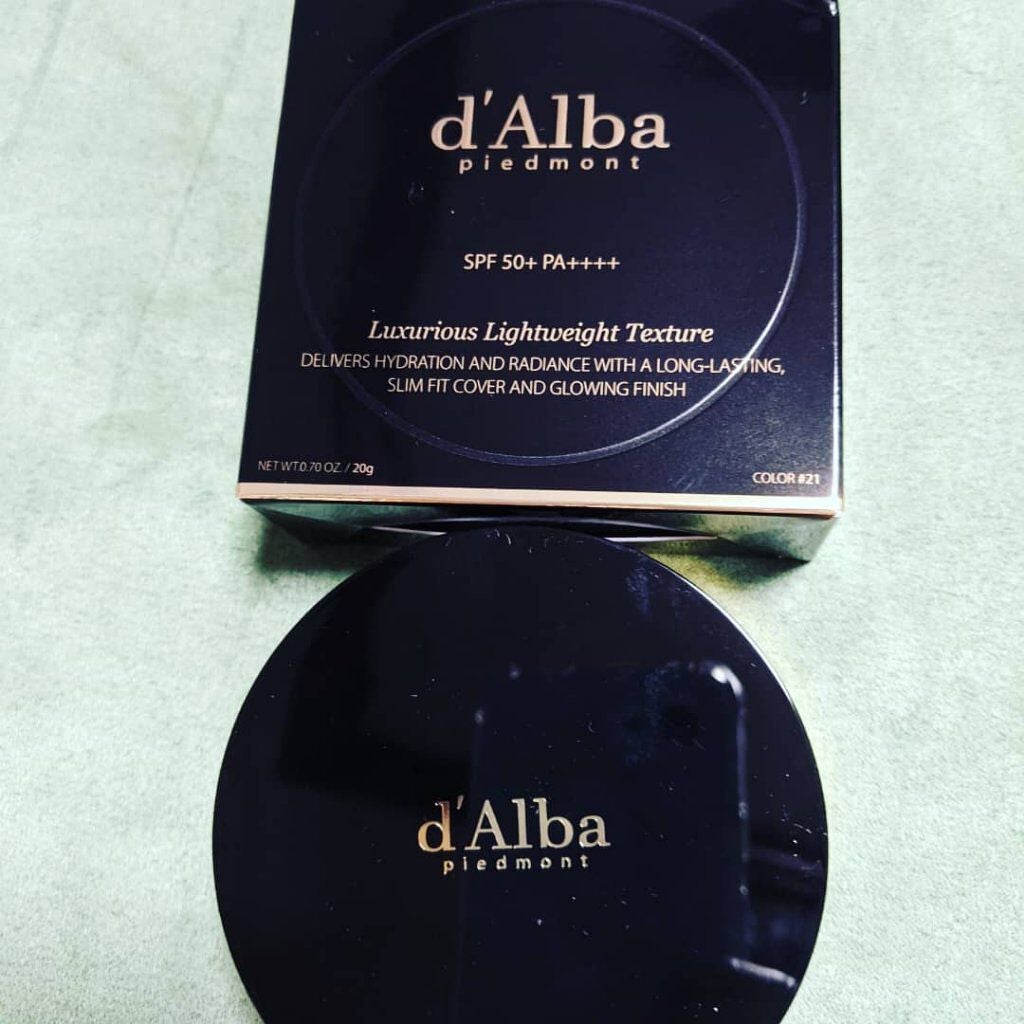 d'Alba
piedmont
SPF 50+ PA++++
Luxurious Lightweight Texture
DELIVERS HYDRATION AND RADIANCE WITH A LONG-LASTING,
SLIM FIT COVER AND GLOWING FINISH
NET WT.0.70 OZ. / 20g
COLOR #21
d'Alba
piedmont